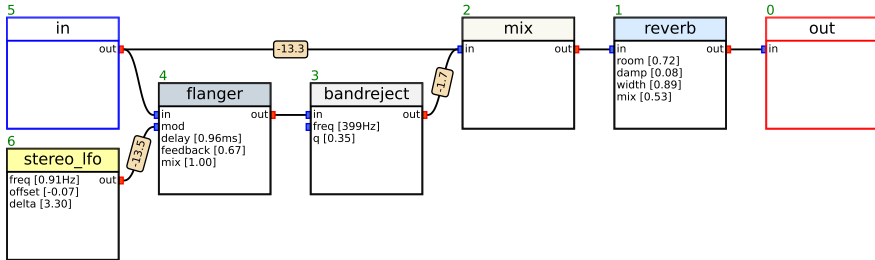 5
in
out
-13.3
6
stereo_lfo
freq [0.91Hz]
offset [-0.07]
delta [3.30]
out
-13.5
4
flanger
in
out
mod
delay [0.96ms]
feedback [0.67]
mix [1.00]
3
bandreject
in
out
freq [399Hz]
q [0.35]
-1.7
2
mix
in
out
1
reverb
in
out
room [0.72]
damp [0.08]
width [0.89]
mix [0.53]
0
out
in